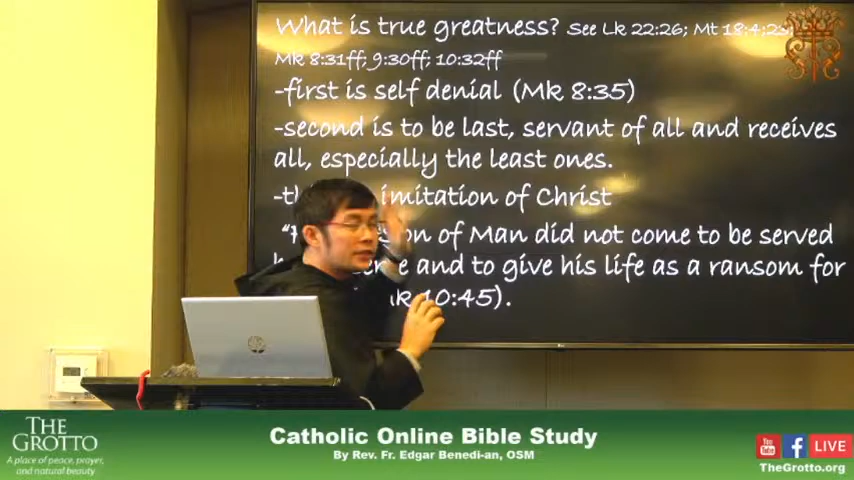 What is true greatness? See Lk 22:26; Mt 18:4;23;
Mk 8:31ff; 9:30ff; 10:32ff
-first is self denial (Mk 8:35)
-second is to be last, servant of all and receives
all, especially the least ones.
imitation of Christ
of Man did not come to be served
and to give his life as a ransom for
10:45).
THE
GROTTO
A place of peace, prayer,
and natural beauty
Catholic Online Bible Study
By Rev. Fr. Edgar Benedi-an, OSM
You Tube f LIVE
TheGrotto.org
hp